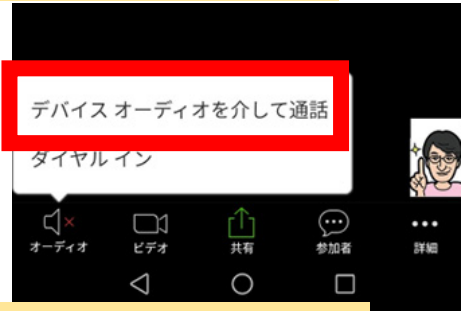 デバイス オーディオを介して通話
ダイヤル イン
オーディオ
ビデオ
共有
参加者
詳細